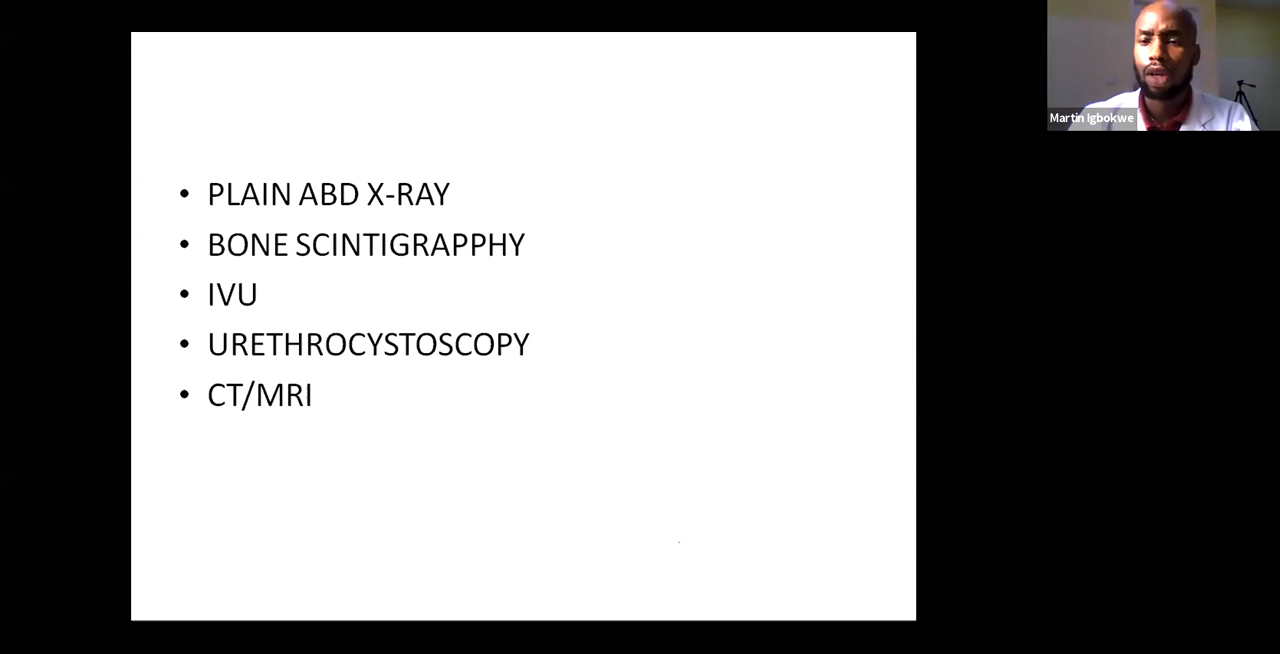 • PLAIN ABD X-RAY
• BONE SCINTIGRAPPHY
• IVU
• URETHROCYSTOSCOPY
• CT/MRI
Martin Igbokwe